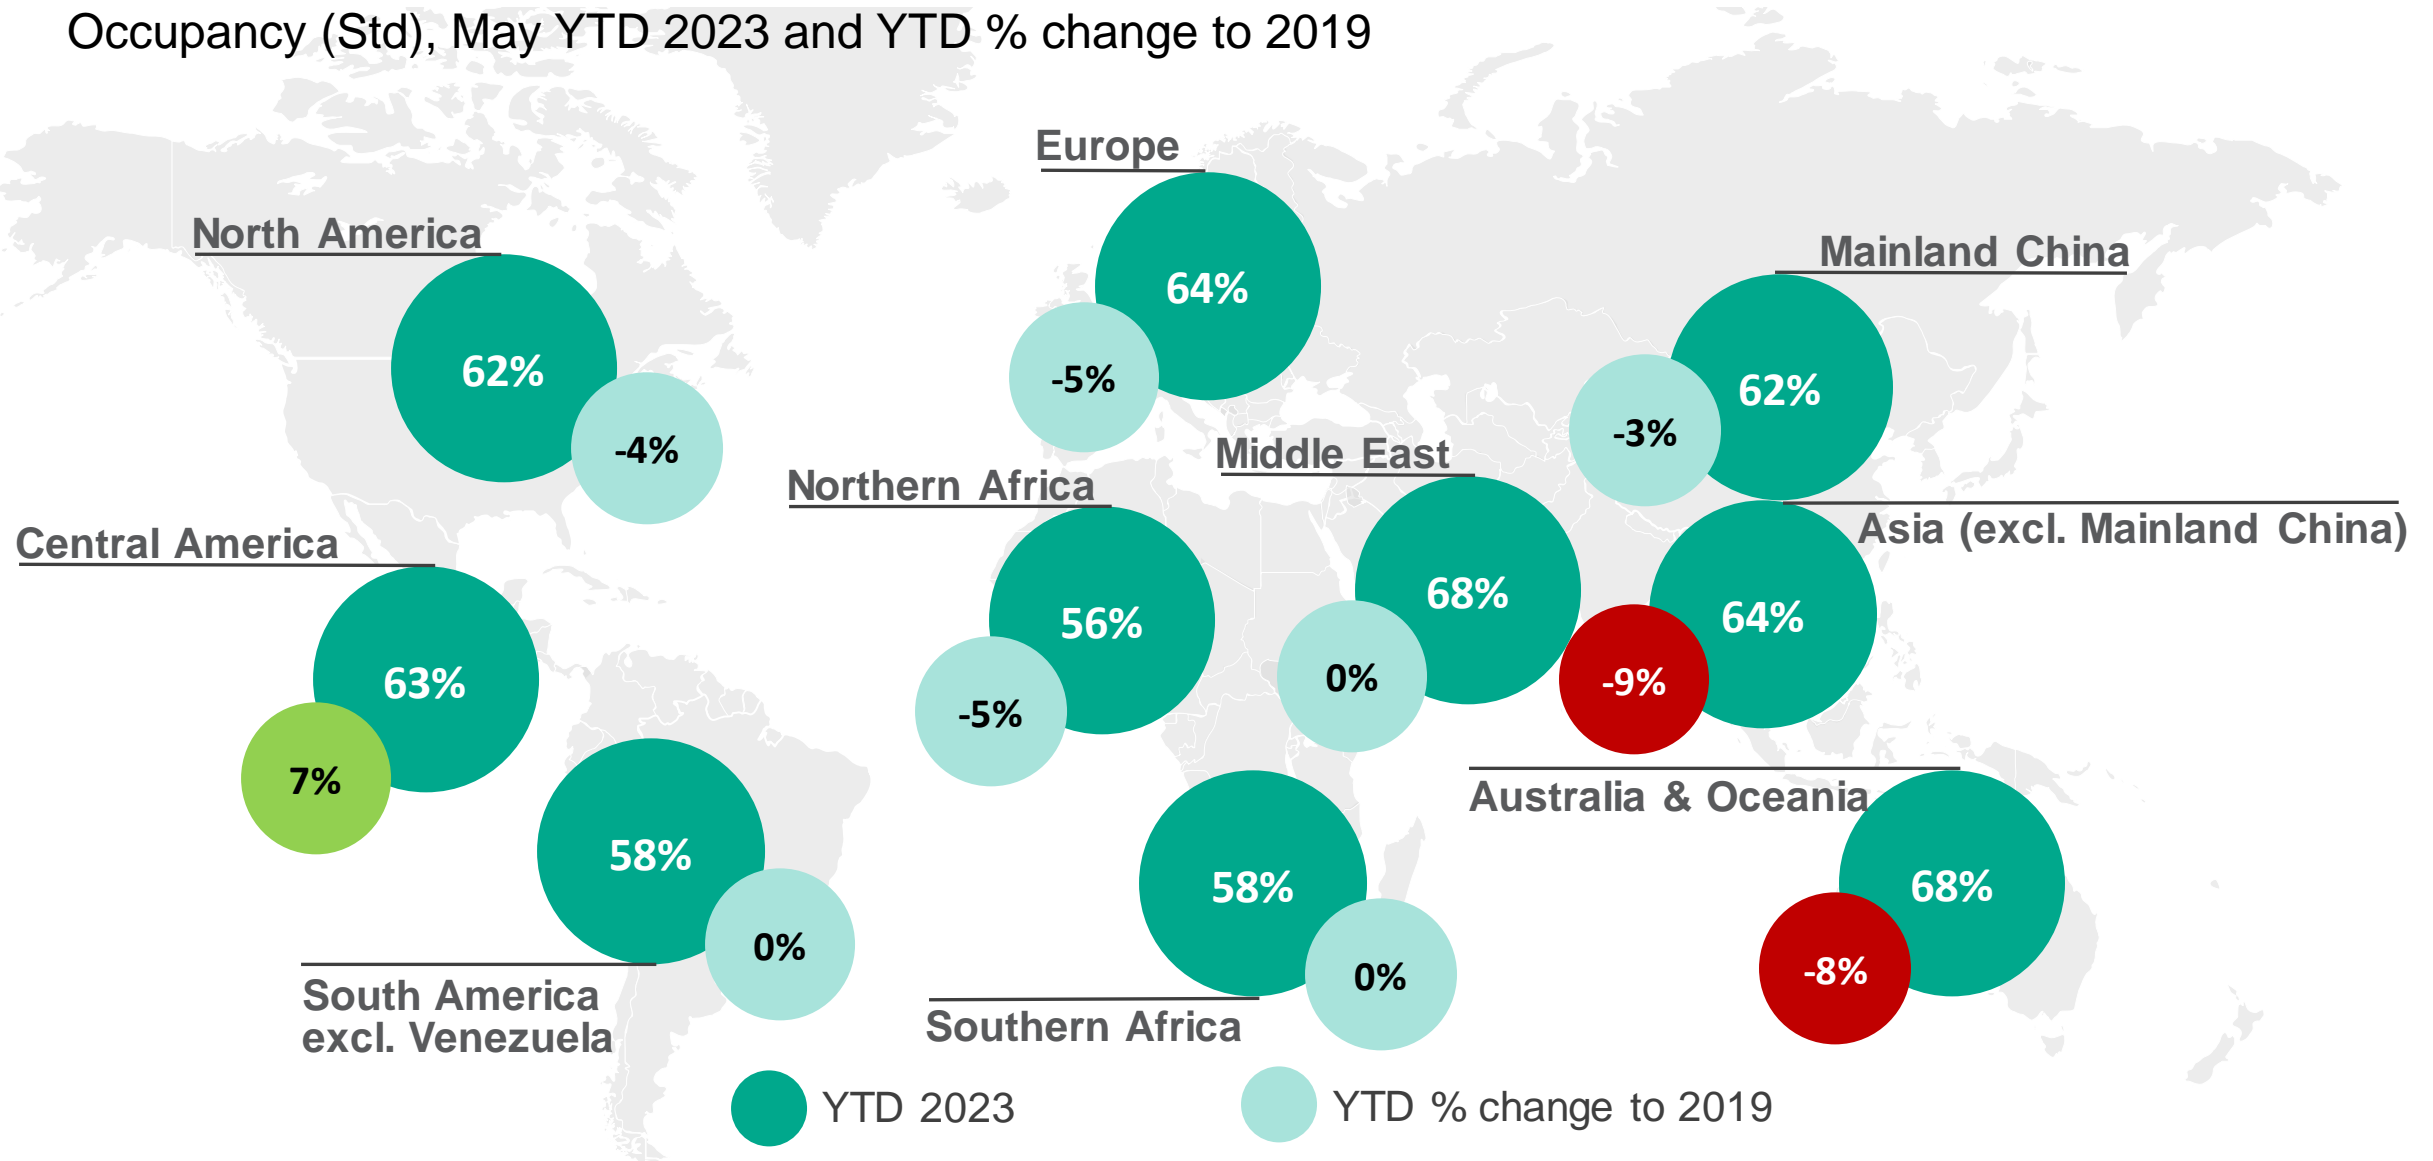 Occupancy (Std), May YTD 2023 and YTD % change to 2019
Europe
64%
-5%
North America
62%
-4%
Mainland China
62%
-3%
Middle East
68%
0%
Northern Africa
56%
-5%
Asia (excl. Mainland China)
64%
-9%
Central America
63%
7%
Australia & Oceania
68%
-8%
58%
0%
South America
excl. Venezuela
58%
0%
Southern Africa
YTD 2023
YTD % change to 2019